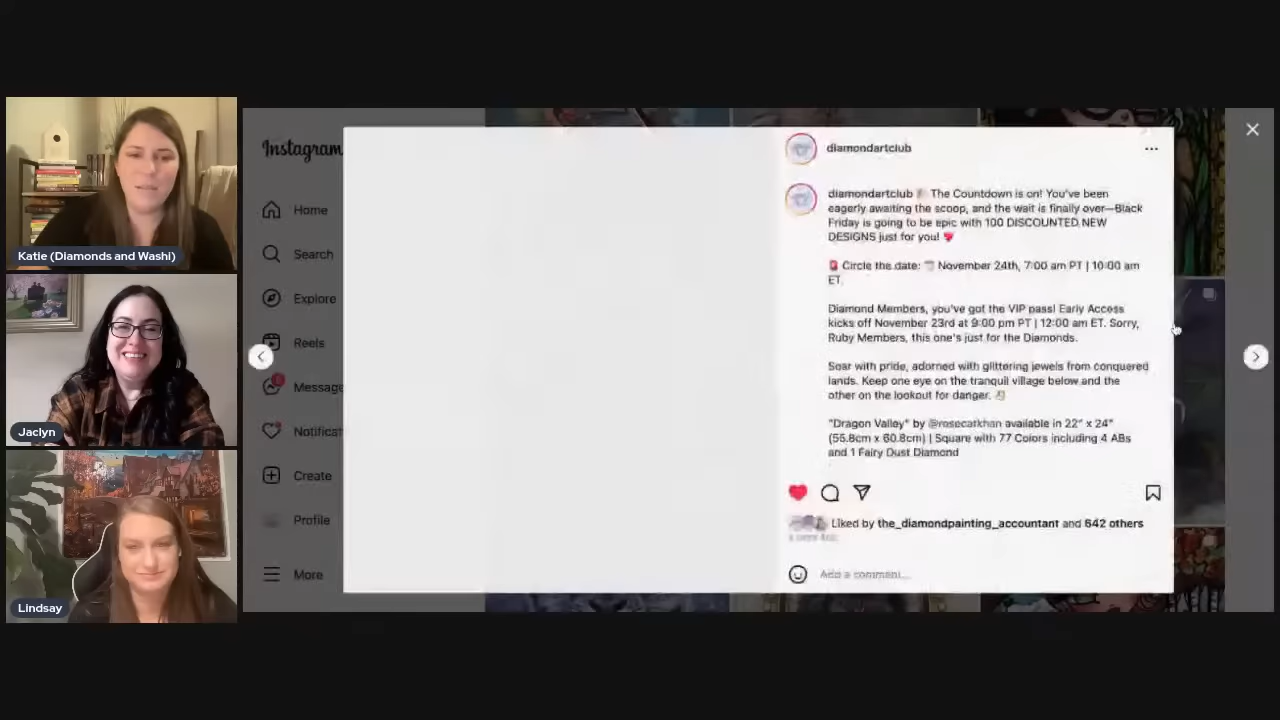 Katie (Diamonds and Washi)
Jaclyn
Lindsay
Instagram
Home
Search
Explore
Reels
Message
Notificat
Create
Profile
More
diamondartclub
diamondartclub The Countdown is on! You've been
eagerly awaiting the scoop, and the wait is finally over—Black
Friday is going to be epic with 100 DISCOUNTED NEW
DESIGNS just for you!
Circle the date: November 24th, 7:00 am PT | 10:00 am
ET.
Diamond Members, you've got the VIP pass! Early Access
kicks off November 23rd at 9:00 pm PT | 12:00 am ET. Sorry,
Ruby Members, this one's just for the Diamonds.
Soar with pride, adorned with glittering jewels from conquered
lands. Keep one eye on the tranquil village below and the
other on the lookout for danger.
"Dragon Valley" by @rosecatkhan available in 22" x 24"
(55.8cm x 60.8cm) | Square with 77 Colors including 4 ABs
and 1 Fairy Dust Diamond
Liked by the_diamondpainting_accountant and 642 others
Add a comment...